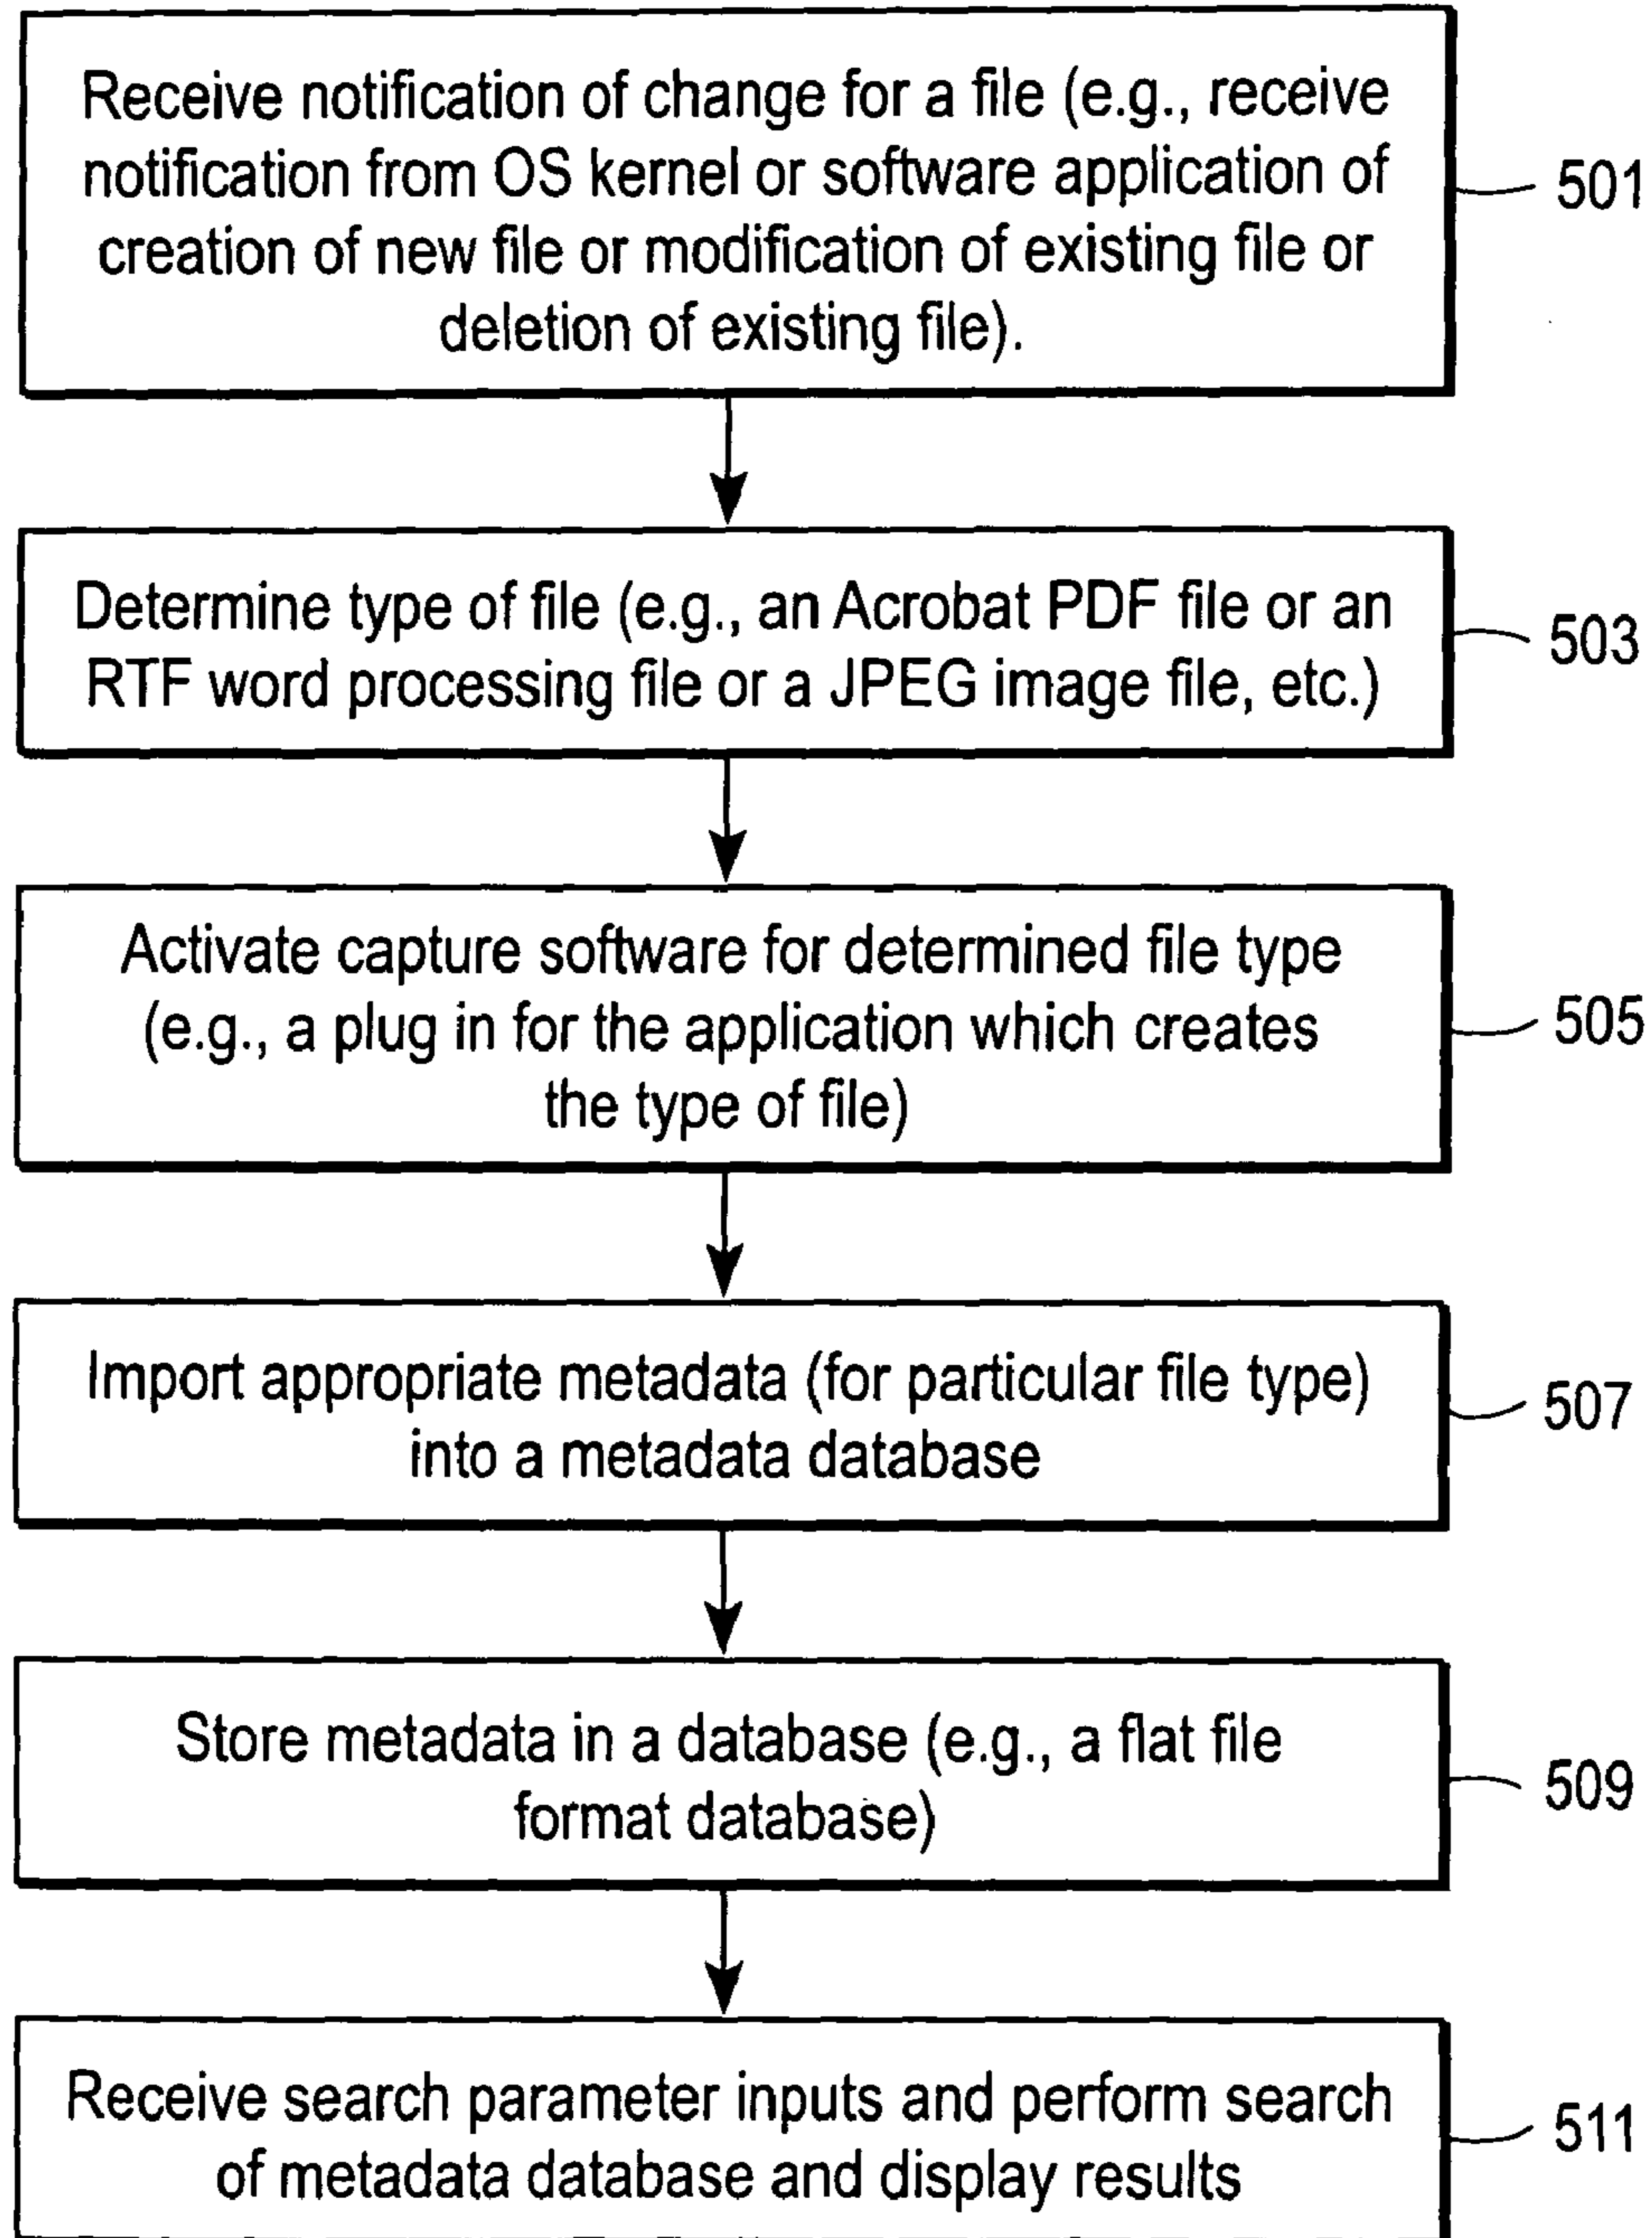 Receive notification of change for a file (e.g., receive
notification from OS kernel or software application of
creation of new file or modification of existing file or
deletion of existing file).
501
Determine type of file (e.g., an Acrobat PDF file or an
RTF word processing file or a JPEG image file, etc.)
503
Activate capture software for determined file type
(e.g., a plug in for the application which creates
the type of file)
505
Import appropriate metadata (for particular file type)
into a metadata database
507
Store metadata in a database (e.g., a flat file
format database)
509
Receive search parameter inputs and perform search
of metadata database and display results
511